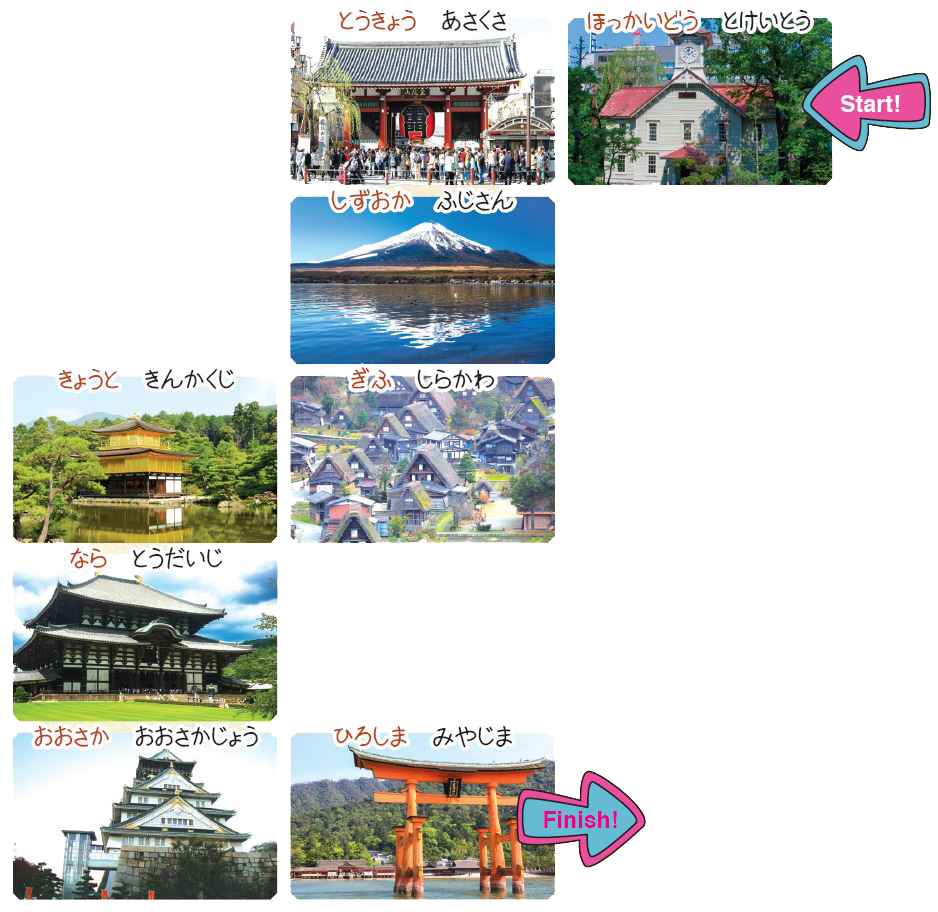 とうきょう あさくさ
ほっかいどう とけいとう
Start!
しずおか ふじさん
きょうと きんかくじ
ぎふ しらかわ
なら とうだいじ
おおさか おおさかじょう
ひろしま みやじま
Finish!